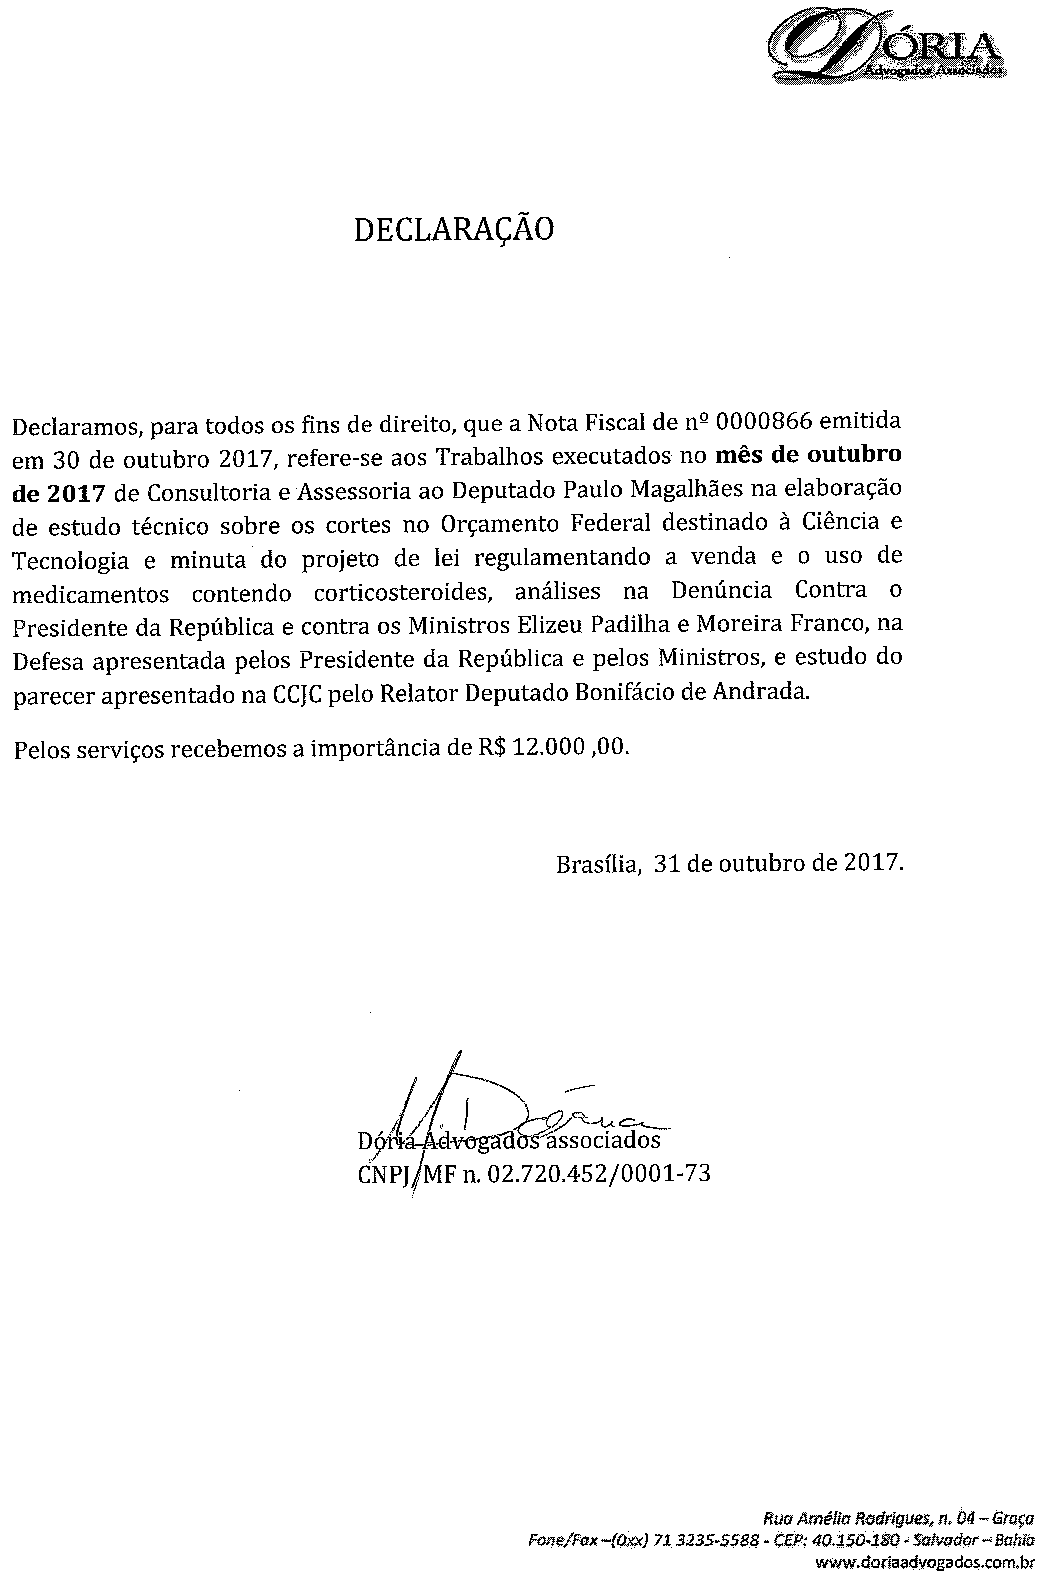 DÓRIA
Advogados Associados
DECLARAÇÃO
Declaramos, para todos os fins de direito, que a Nota Fiscal de nº 0000866 emitida
em 30 de outubro 2017, refere-se aos Trabalhos executados no mês de outubro
de 2017 de Consultoria e Assessoria ao Deputado Paulo Magalhães na elaboração
de estudo técnico sobre os cortes no Orçamento Federal destinado à Ciência e
Tecnologia e minuta do projeto de lei regulamentando a venda e o uso de
medicamentos contendo corticosteroides, análises na Denúncia Contra o
Presidente da República e contra os Ministros Elizeu Padilha e Moreira Franco, na
Defesa apresentada pelos Presidente da República e pelos Ministros, e estudo do
parecer apresentado na CCJC pelo Relator Deputado Bonifácio de Andrada.
Pelos serviços recebemos a importância de R$ 12.000 ,00.
Brasília, 31 de outubro de 2017.
Dória Advogados associados
CNPJ/MF n. 02.720.452/0001-73
Rua Amélia Rodrigues, n. 04 – Graça
Fone/Fax –(0xx) 71 3235-5588 - CEP: 40.150-180 - Salvador – Bahia
www.doriaadvogados.com.br